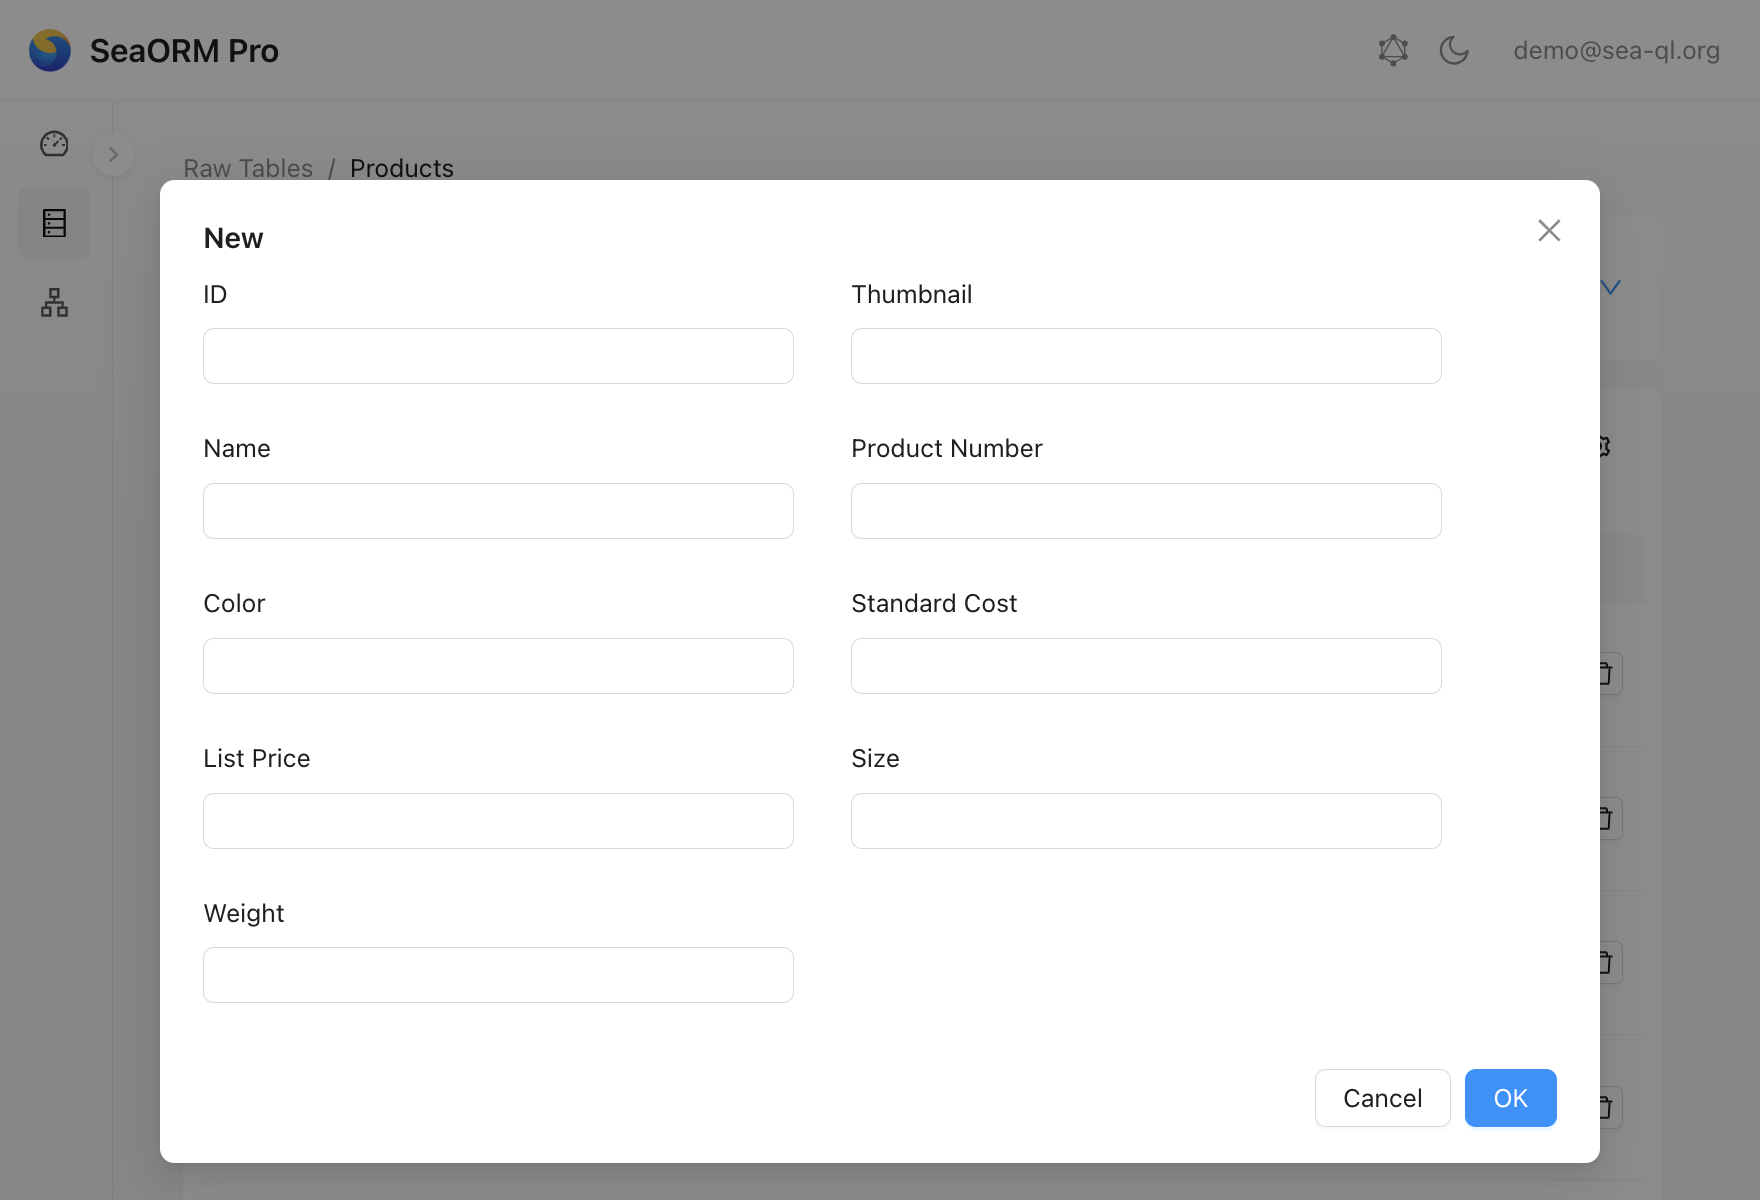 SeaORM Pro
demo@sea-ql.org
Raw Tables / Products
New
ID
Thumbnail
Name
Product Number
Color
Standard Cost
List Price
Size
Weight
Cancel
OK